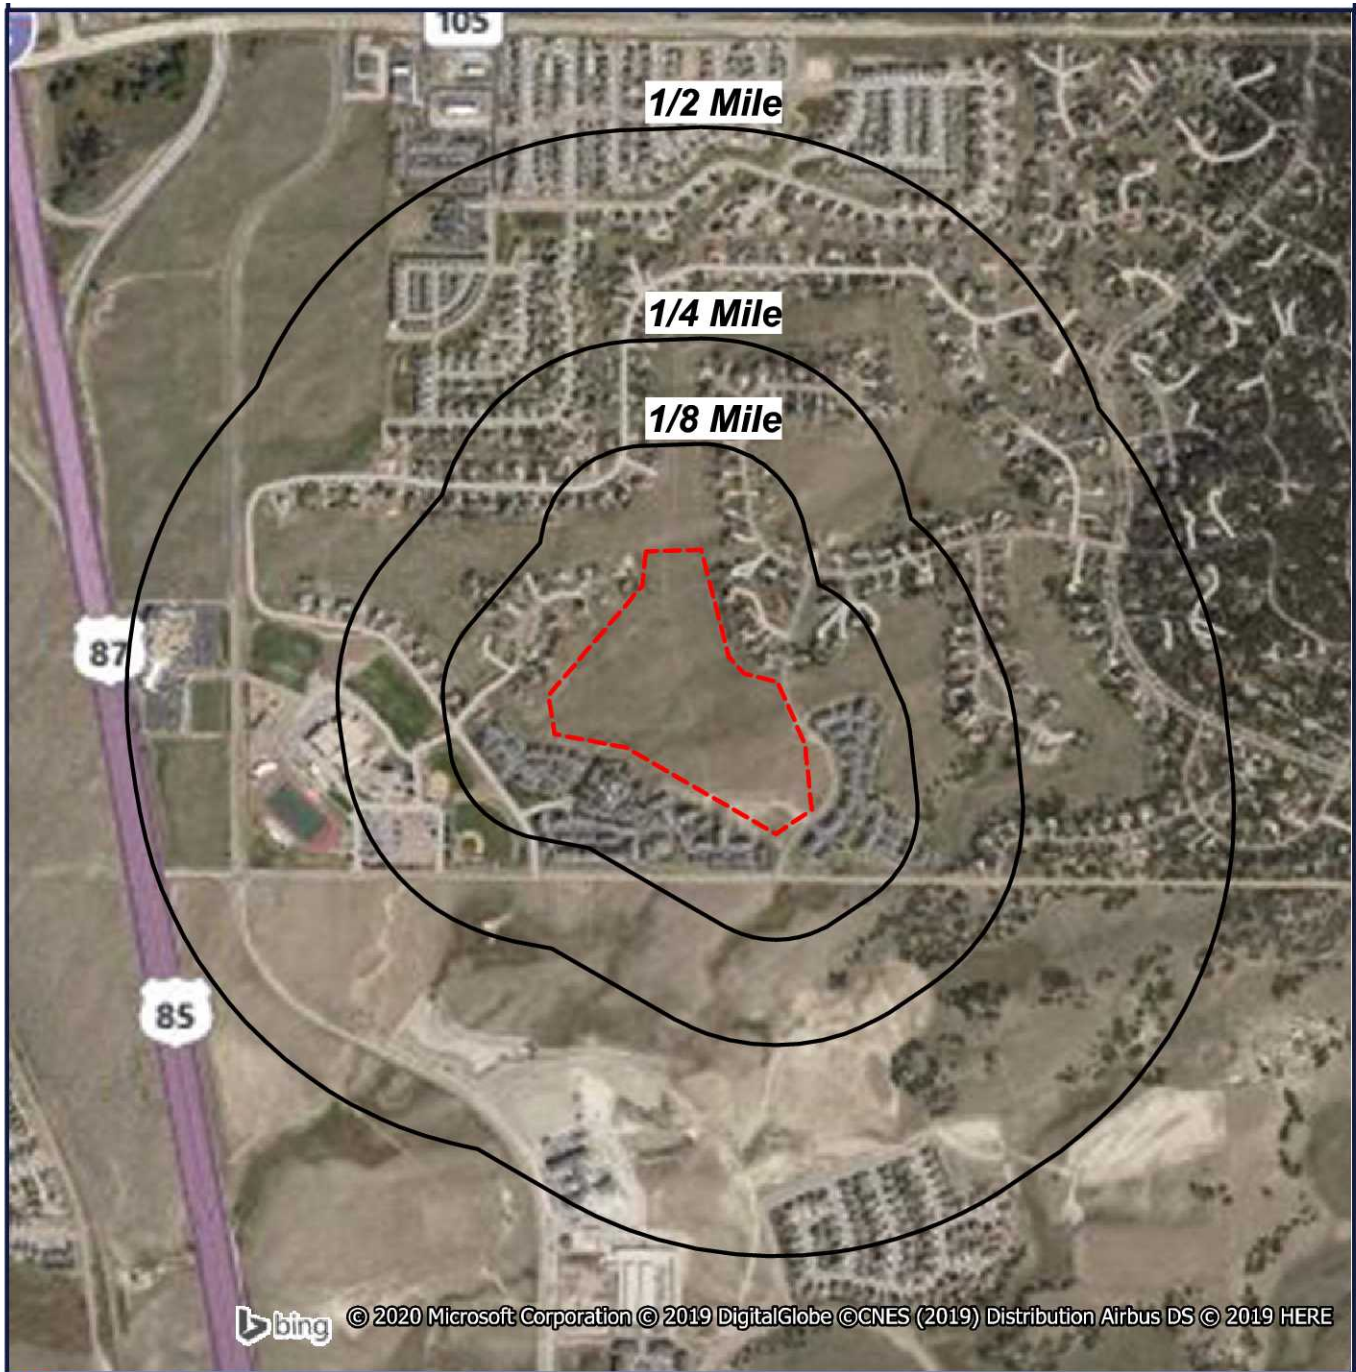 105
1/2 Mile
1/4 Mile
1/8 Mile
87
85
bing © 2020 Microsoft Corporation © 2019 DigitalGlobe ©CNES (2019) Distribution Airbus DS © 2019 HERE